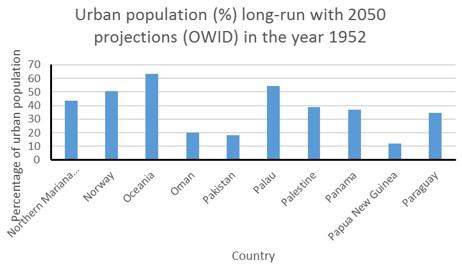 Urban population (%) long-run with 2050
projections (OWID) in the year 1952
Percentage of urban population
70
60
50
40
30
20
10
0
Northern Mariana...
Norway
Oceania
Oman
Pakistan
Palau
Palestine
Panama
Papua New Guinea
Paraguay
Country